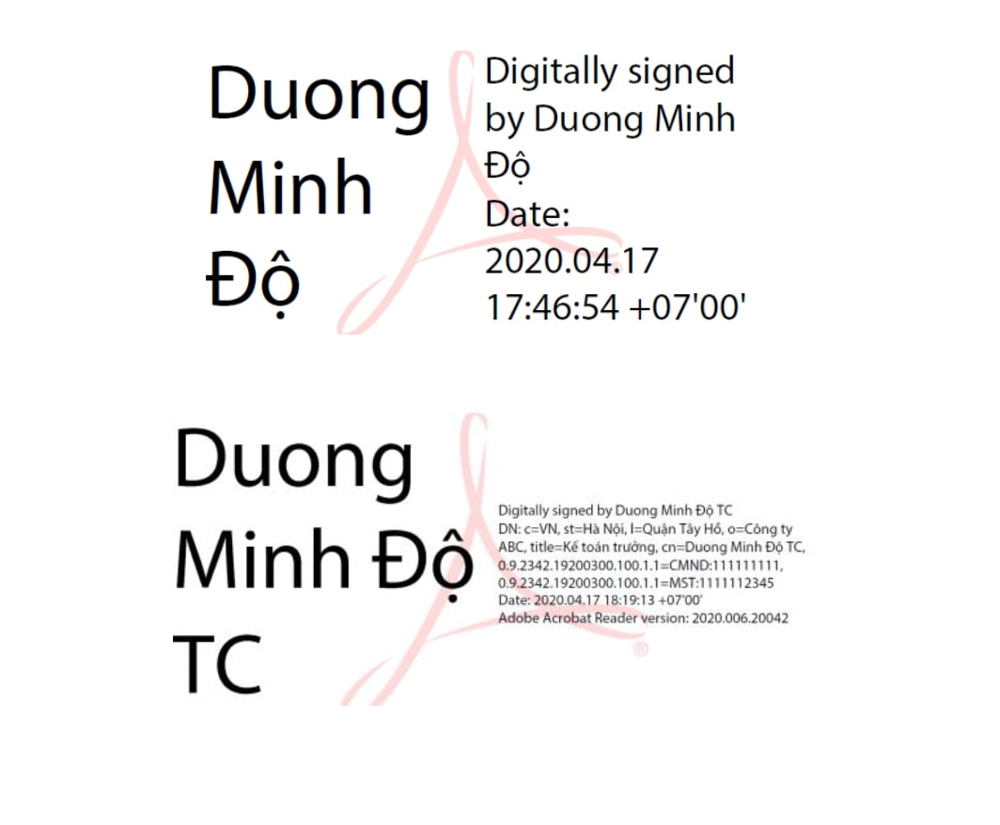 Duong
Minh
Độ
Digitally signed
by Duong Minh
Độ
Date:
2020.04.17
17:46:54 +07'00'
Duong
Minh Độ
TC
Digitally signed by Duong Minh Độ TC
DN: c=VN, st=Hà Nội, l=Quận Tây Hồ, o=Công ty
ABC, title=Kế toán trưởng, cn=Duong Minh Độ TC,
0.9.2342.19200300.100.1.1=CMND:111111111,
0.9.2342.19200300.100.1.1=MST:1111112345
Date: 2020.04.17 18:19:13 +07'00'
Adobe Acrobat Reader version: 2020.006.20042
®